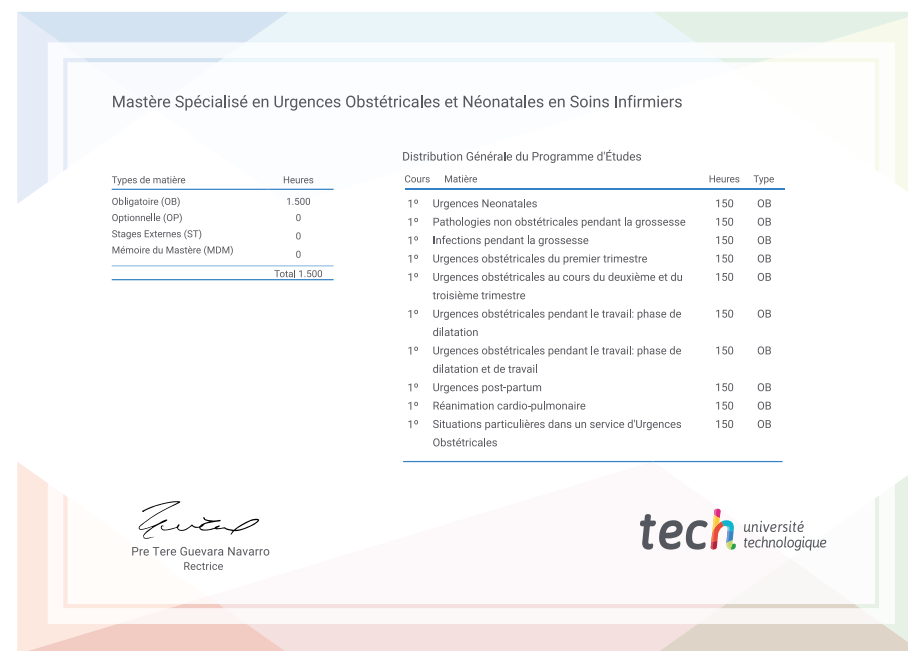 Mastère Spécialisé en Urgences Obstétricales et Néonatales en Soins Infirmiers
Types de matière Heures
Obligatoire (OB) 1.500
Optionnelle (OP) 0
Stages Externes (ST) 0
Mémoire du Mastère (MDM) 0
Total 1.500
Distribution Générale du Programme d'Études
Cours Matière Heures Type
1º Urgences Neonatales 150 OB
1º Pathologies non obstétricales pendant la grossesse 150 OB
1º Infections pendant la grossesse 150 OB
1º Urgences obstétricales du premier trimestre 150 OB
1º Urgences obstétricales au cours du deuxième et du 150 OB
troisième trimestre
1º Urgences obstétricales pendant le travail: phase de 150 OB
dilatation
1º Urgences obstétricales pendant le travail: phase de 150 OB
dilatation et de travail
1º Urgences post-partum 150 OB
1º Réanimation cardio-pulmonaire 150 OB
1º Situations particulières dans un service d'Urgences 150 OB
Obstétricales
Pre Tere Guevara Navarro
Rectrice
tech université
technologique